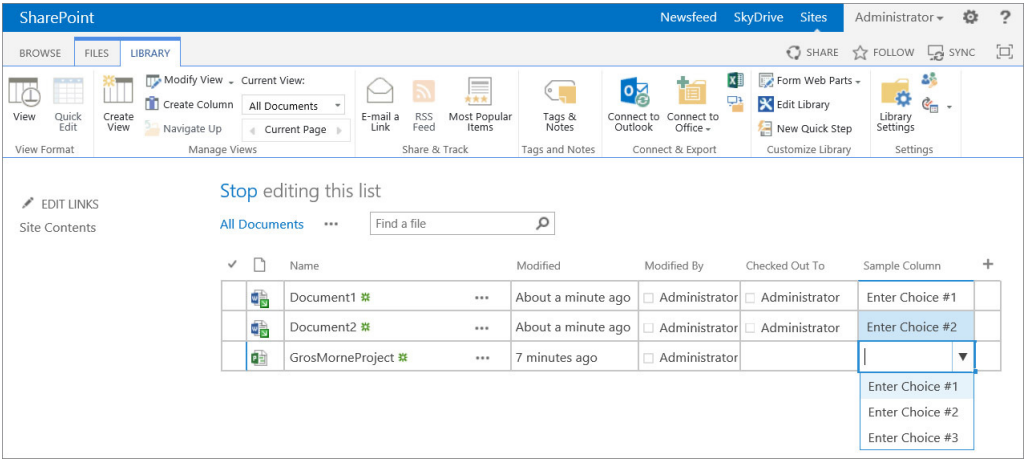 SharePoint Newsfeed SkyDrive Sites Administrator ?
BROWSE FILES LIBRARY SHARE FOLLOW SYNC
View Quick Edit Create View Modify View Create Column Navigate Up Current View: All Documents Current Page E-mail a Link RSS Feed Most Popular Items Tags & Notes Connect to Outlook Connect to Office Form Web Parts Edit Library New Quick Step Library Settings
View Format Manage Views Share & Track Tags and Notes Connect & Export Customize Library Settings
Stop editing this list
EDIT LINKS
Site Contents
All Documents ••• Find a file
Name Modified Modified By Checked Out To Sample Column +
Document1 ••• About a minute ago Administrator Administrator Enter Choice #1
Document2 ••• About a minute ago Administrator Administrator Enter Choice #2
GrosMorneProject ••• 7 minutes ago Administrator
Enter Choice #1
Enter Choice #2
Enter Choice #3